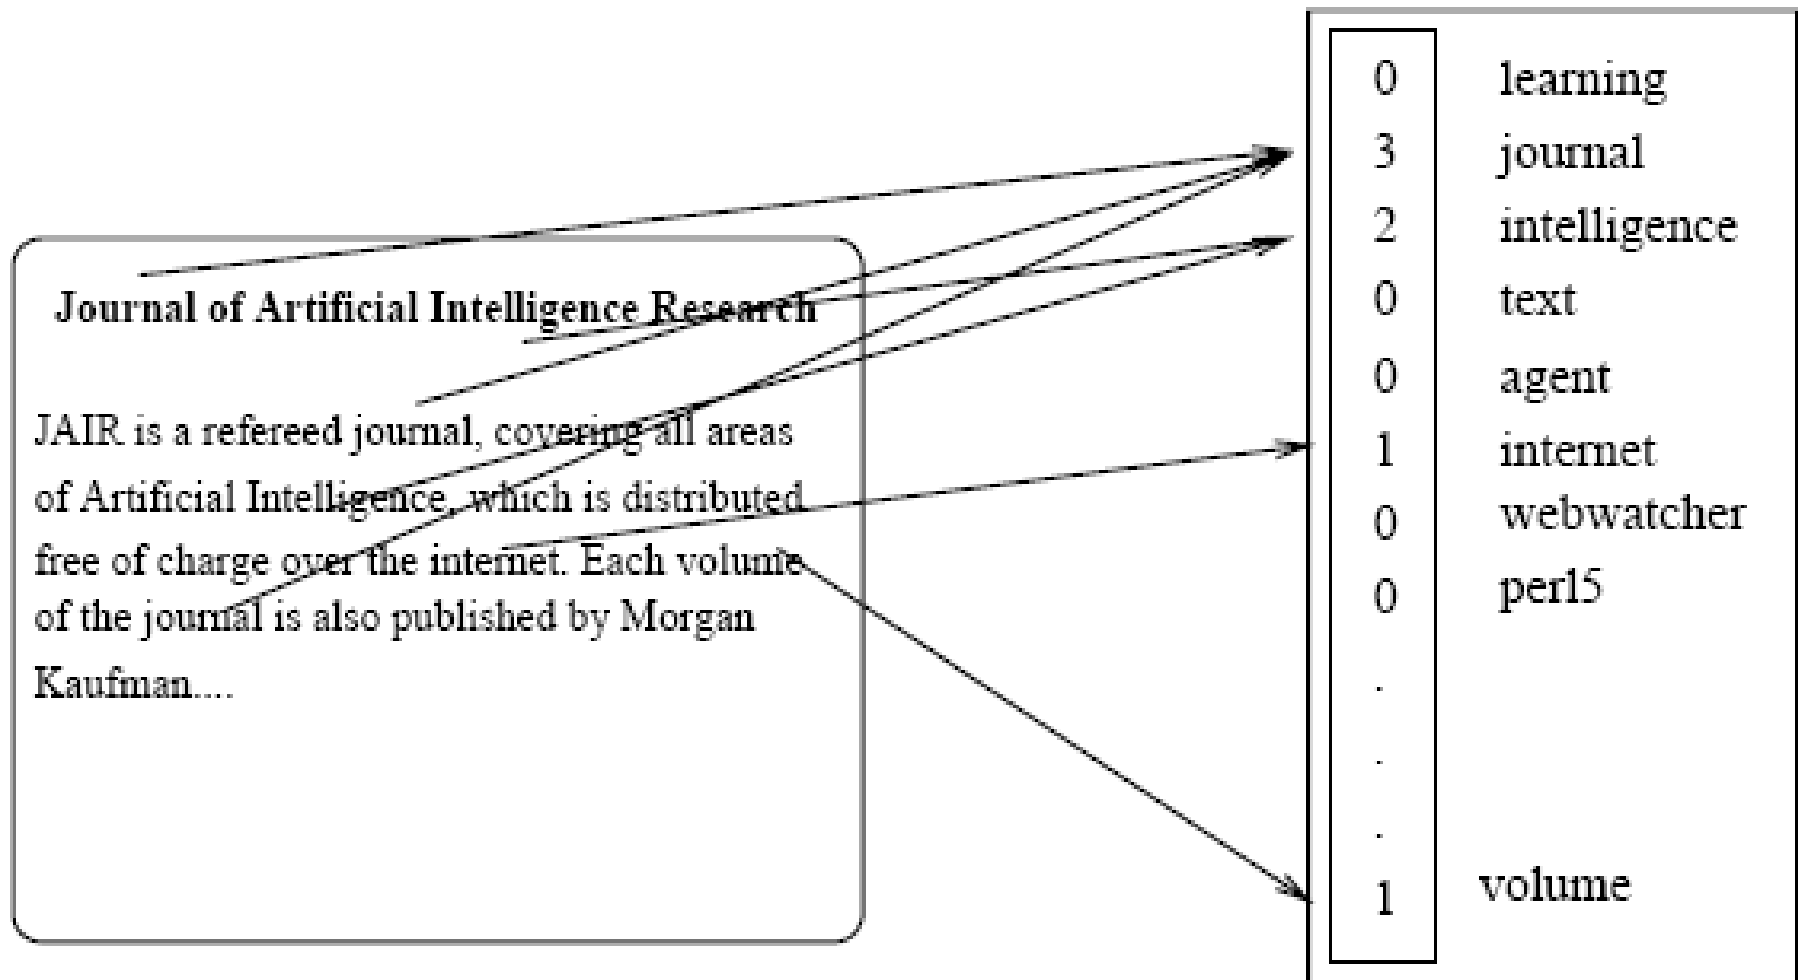 Journal of Artificial Intelligence Research
JAIR is a refereed journal, covering all areas
of Artificial Intelligence, which is distributed
free of charge over the internet. Each volume
of the journal is also published by Morgan
Kaufman....
0 learning
3 journal
2 intelligence
0 text
0 agent
1 internet
0 webwatcher
0 perl5
.
.
.
1 volume